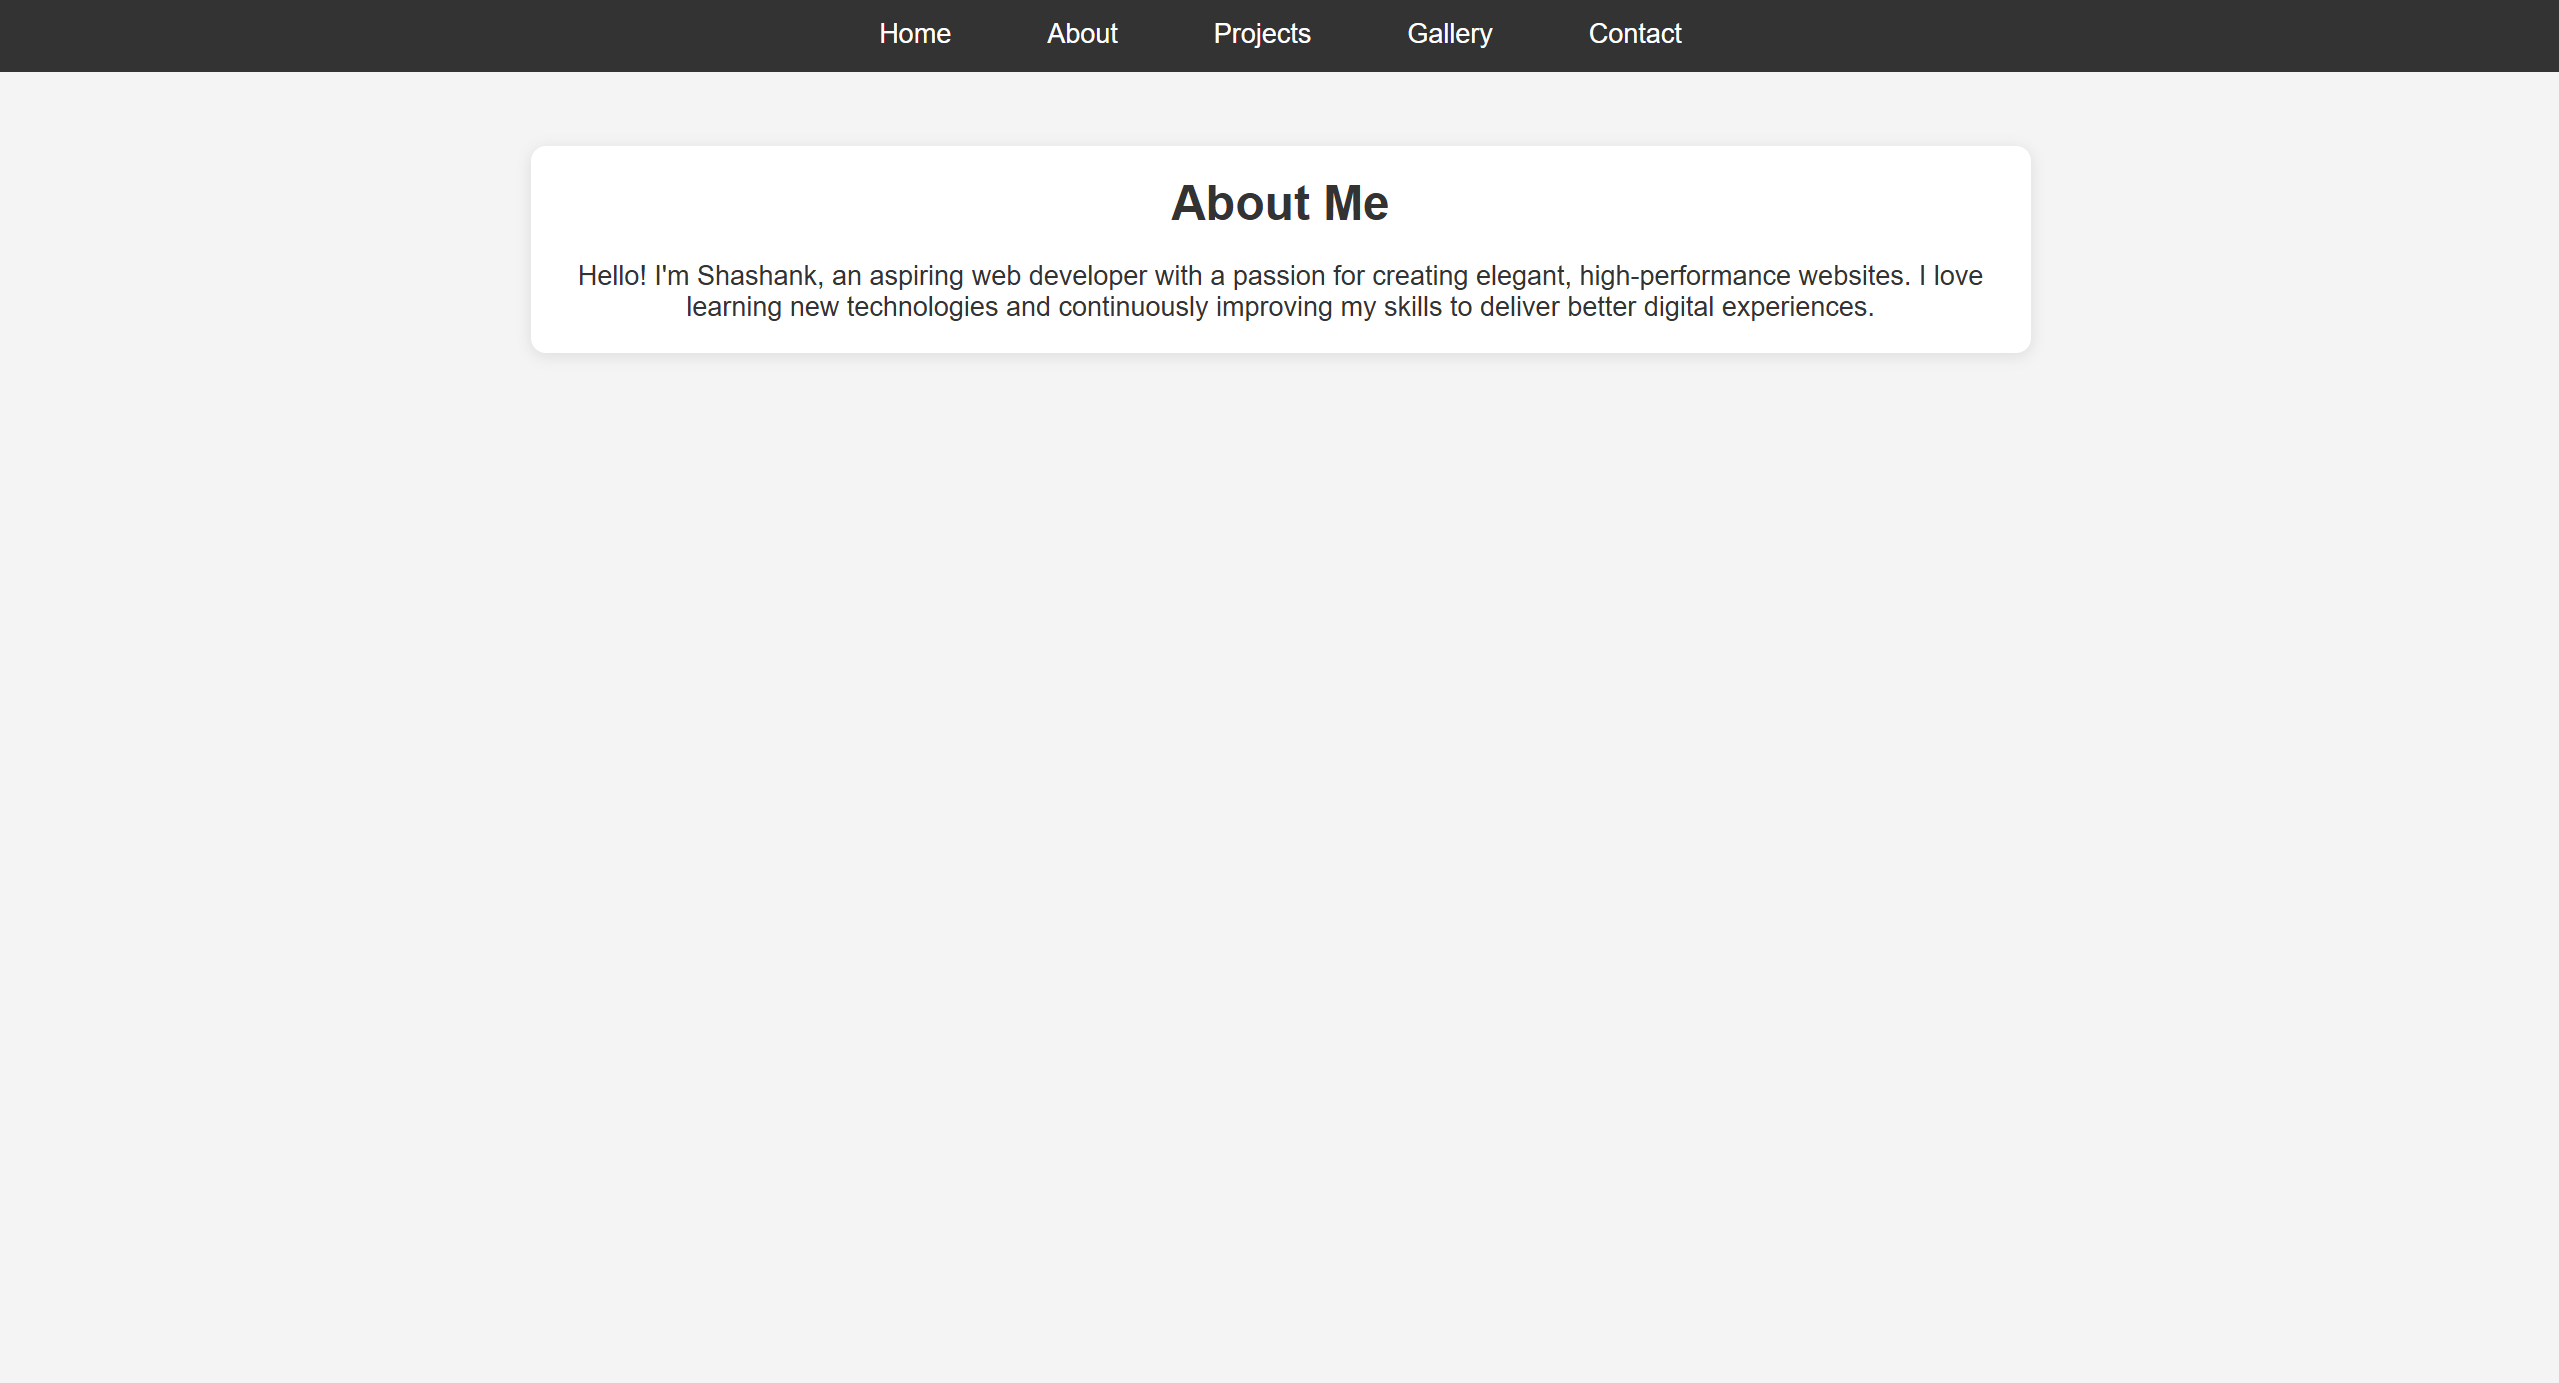 Home About Projects Gallery Contact
About Me
Hello! I'm Shashank, an aspiring web developer with a passion for creating elegant, high-performance websites. I love
learning new technologies and continuously improving my skills to deliver better digital experiences.